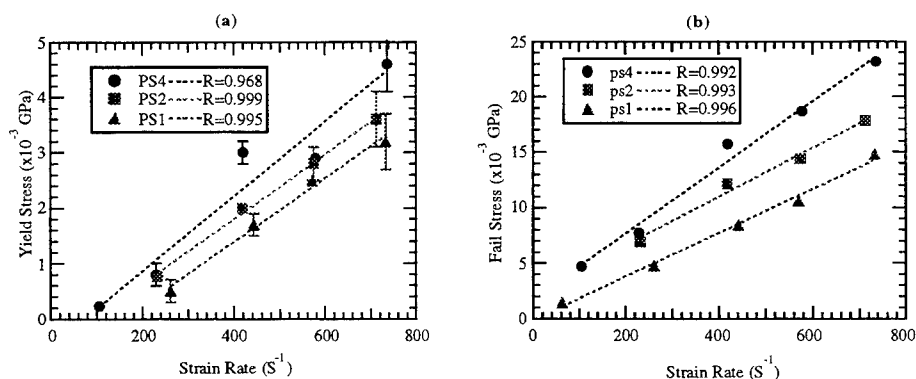 (a)
Yield Stress (x10⁻³ GPa)
5
4
3
2
1
0
PS4 R=0.968
PS2 R=0.999
PS1 R=0.995
0 200 400 600 800
Strain Rate (S⁻¹)
(b)
Fail Stress (x10⁻³ GPa)
25
20
15
10
5
0
ps4 R=0.992
ps2 R=0.993
ps1 R=0.996
0 200 400 600 800
Strain Rate (S⁻¹)